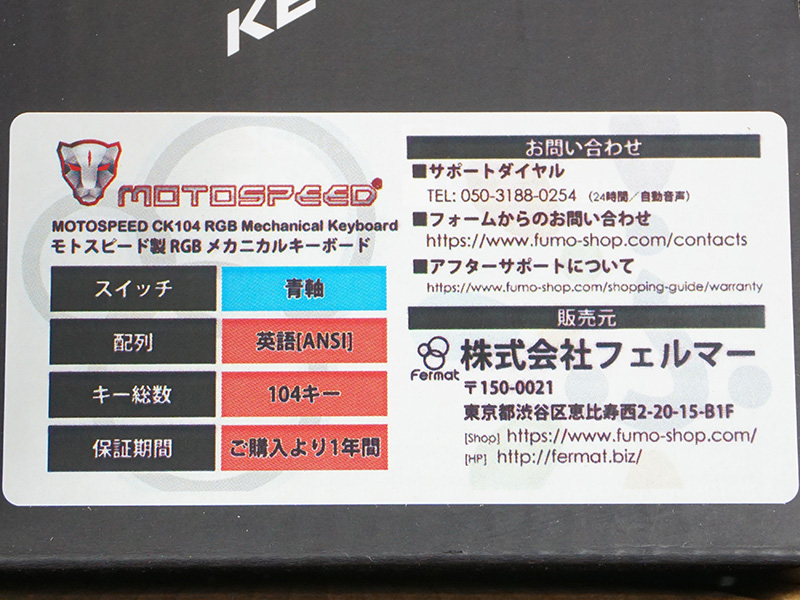 KE
MOTOSPEED
MOTOSPEED CK104 RGB Mechanical Keyboard
モトスピード製 RGB メカニカルキーボード
スイッチ 青軸
配列 英語[ANSI]
キー総数 104キー
保証期間 ご購入より1年間
お問い合わせ
■サポートダイヤル
TEL: 050-3188-0254 (24時間/自動音声)
■フォームからのお問い合わせ
https://www.fumo-shop.com/contacts
■アフターサポートについて
https://www.fumo-shop.com/shopping-guide/warranty
販売元
Fermat 株式会社フェルマー
〒150-0021
東京都渋谷区恵比寿西2-20-15-B1F
[Shop] https://www.fumo-shop.com/
[HP] http://fermat.biz/